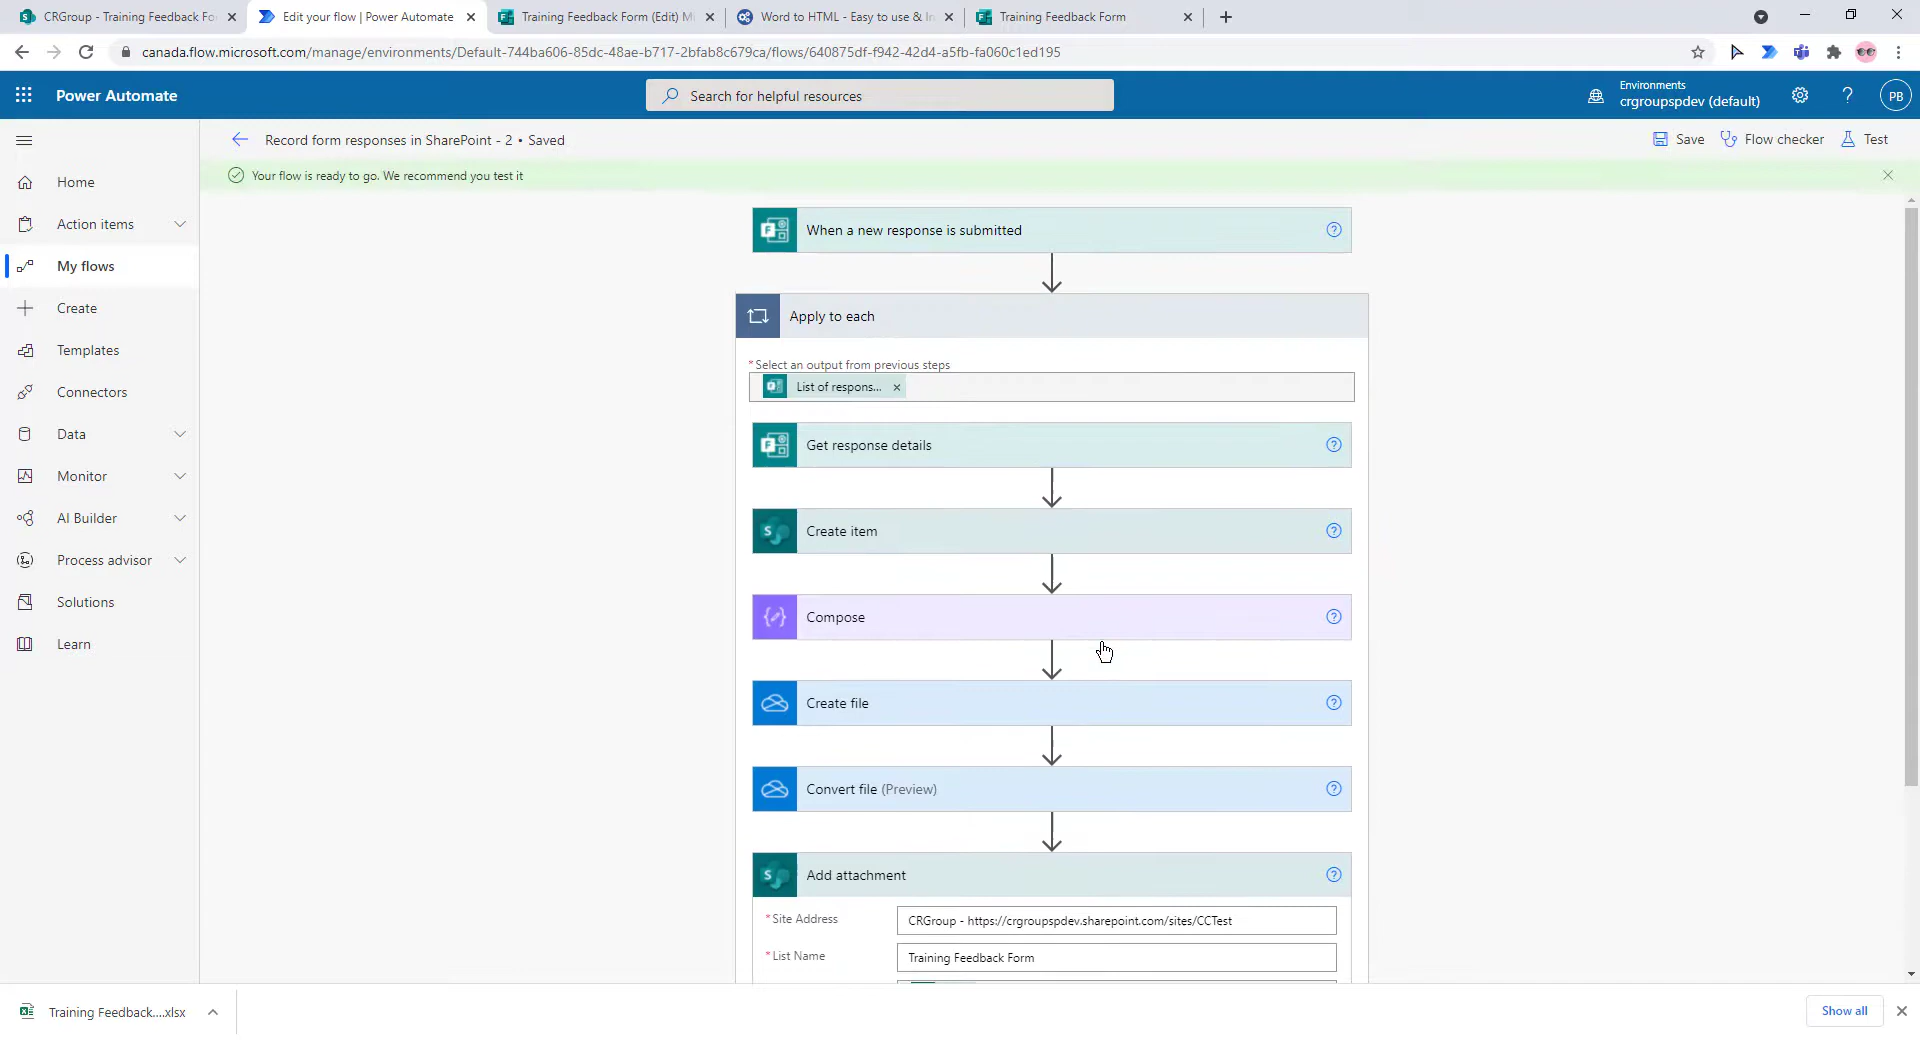 CRGroup - Training Feedback Fo
Edit your flow | Power Automate
Training Feedback Form (Edit) Mi
Word to HTML - Easy to use & In
Training Feedback Form
canada.flow.microsoft.com/manage/environments/Default-744ba606-85dc-48ae-b717-2bfab8c679ca/flows/640875df-f942-42d4-a5fb-fa060c1ed195
Power Automate
Search for helpful resources
Environments
crgroupspdev (default)
?
PB
Record form responses in SharePoint - 2 • Saved
Save
Flow checker
Test
Your flow is ready to go. We recommend you test it
Home
Action items
My flows
Create
Templates
Connectors
Data
Monitor
AI Builder
Process advisor
Solutions
Learn
When a new response is submitted
Apply to each
*Select an output from previous steps
List of respons... ×
Get response details
Create item
Compose
Create file
Convert file (Preview)
Add attachment
*Site Address
CRGroup - https://crgroupspdev.sharepoint.com/sites/CCTest
*List Name
Training Feedback Form
Training Feedback....xlsx
Show all